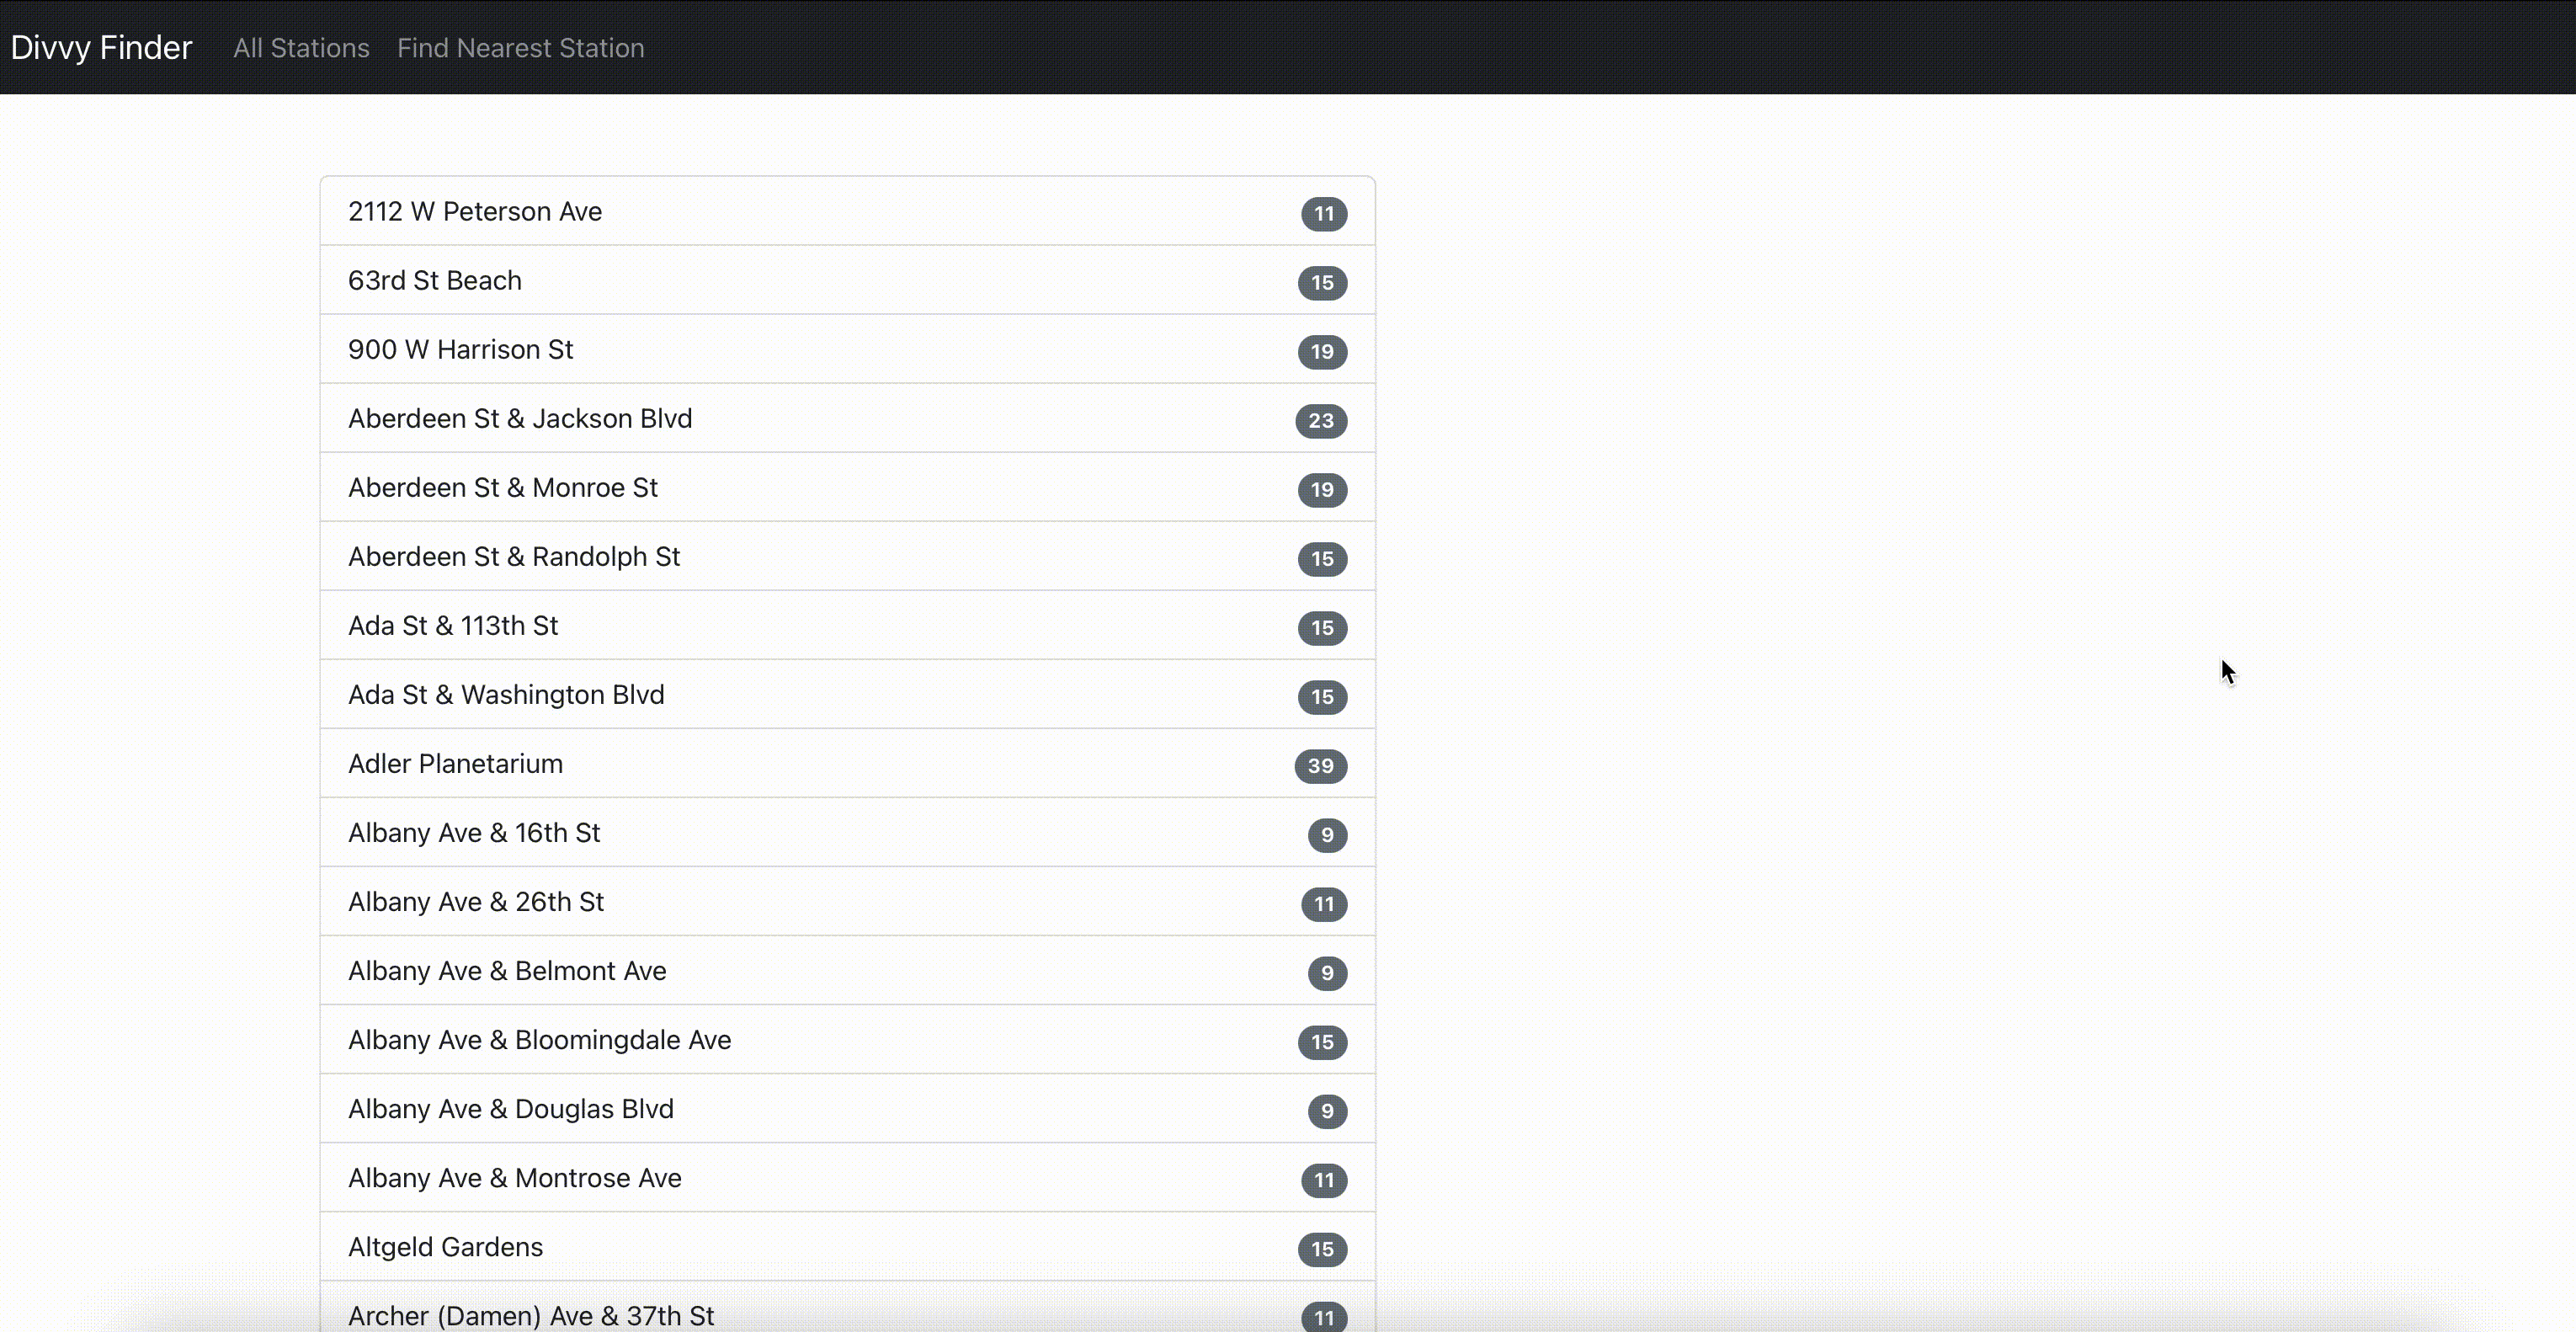 Divvy Finder All Stations Find Nearest Station
2112 W Peterson Ave 11
63rd St Beach 15
900 W Harrison St 19
Aberdeen St & Jackson Blvd 23
Aberdeen St & Monroe St 19
Aberdeen St & Randolph St 15
Ada St & 113th St 15
Ada St & Washington Blvd 15
Adler Planetarium 39
Albany Ave & 16th St 9
Albany Ave & 26th St 11
Albany Ave & Belmont Ave 9
Albany Ave & Bloomingdale Ave 15
Albany Ave & Douglas Blvd 9
Albany Ave & Montrose Ave 11
Altgeld Gardens 15
Archer (Damen) Ave & 37th St 11